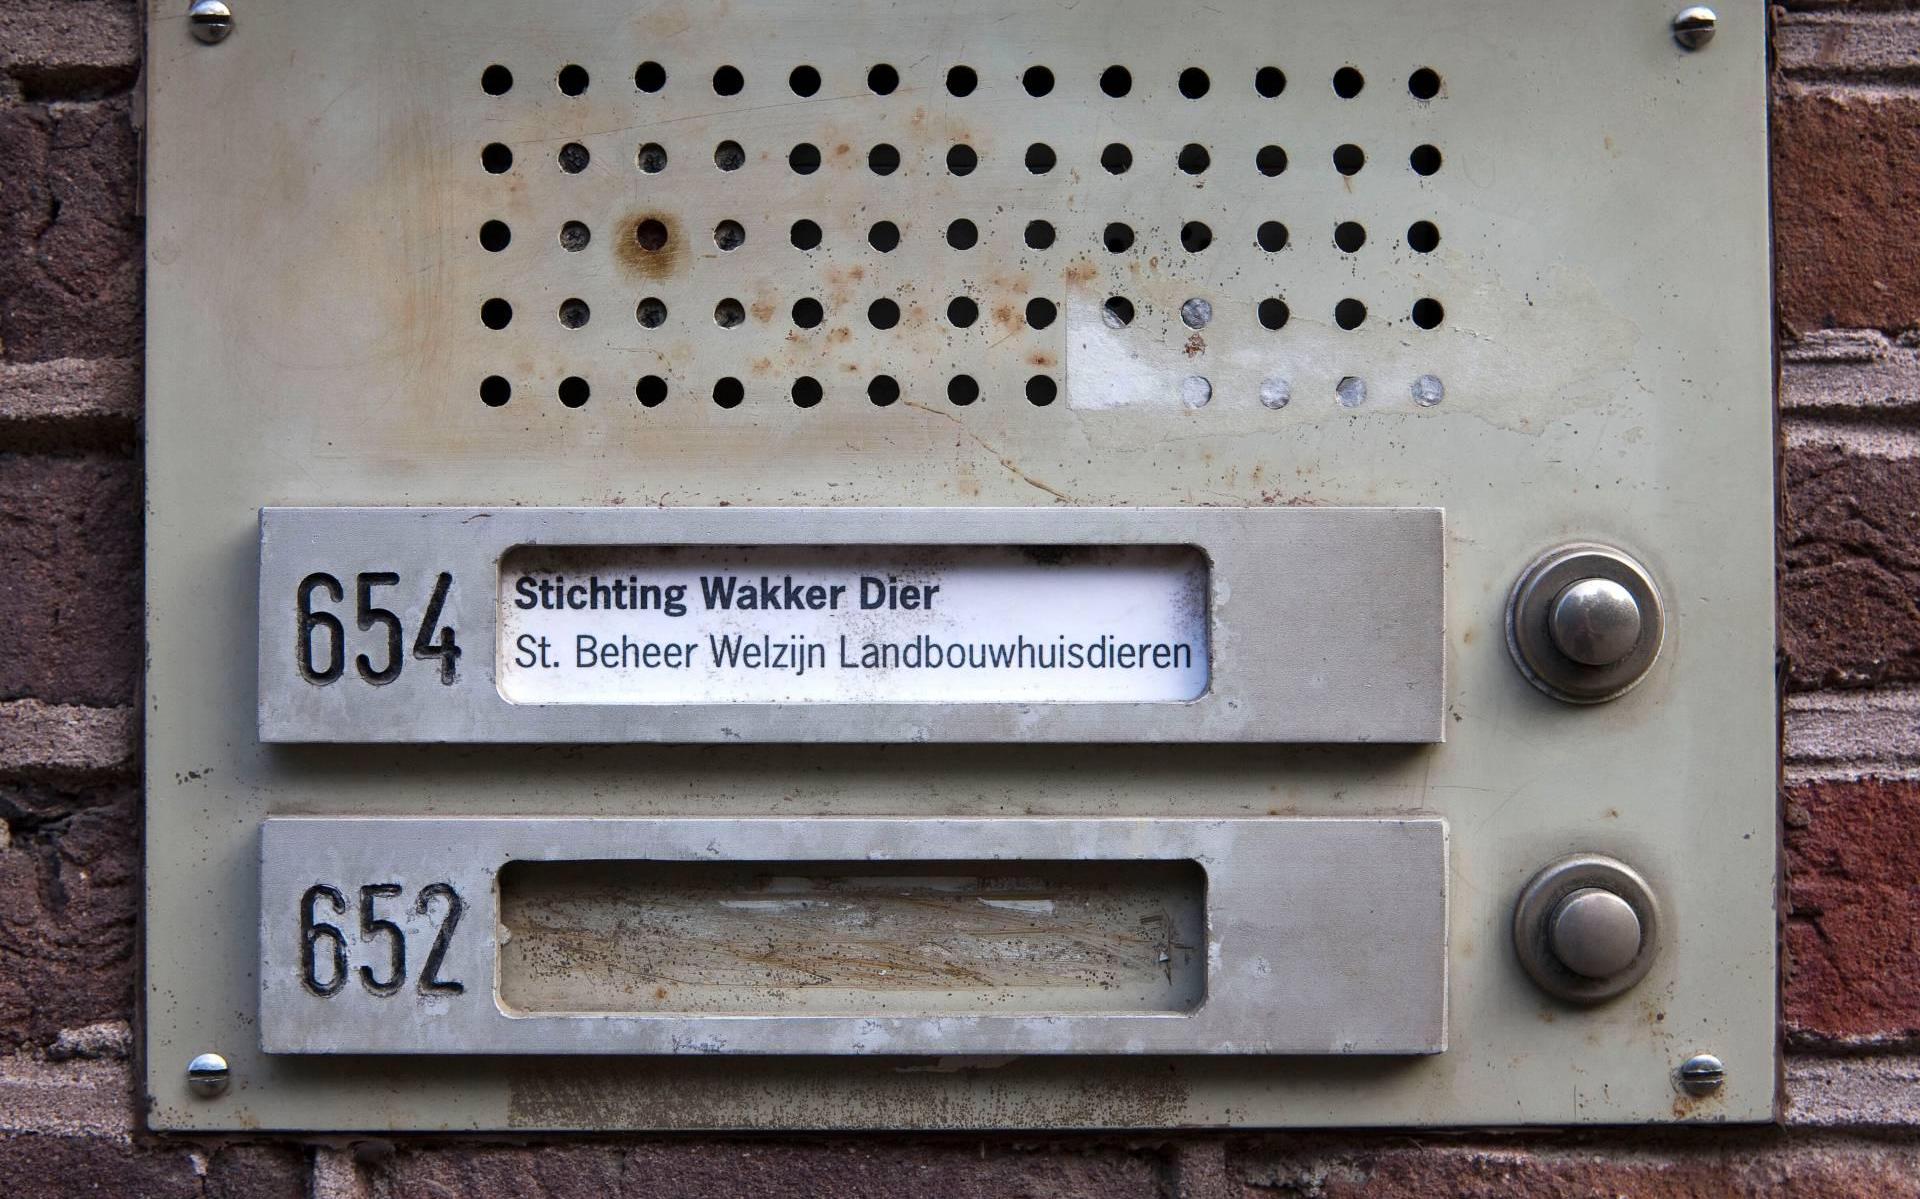 654
Stichting Wakker Dier
St. Beheer Welzijn Landbouwhuisdieren
652